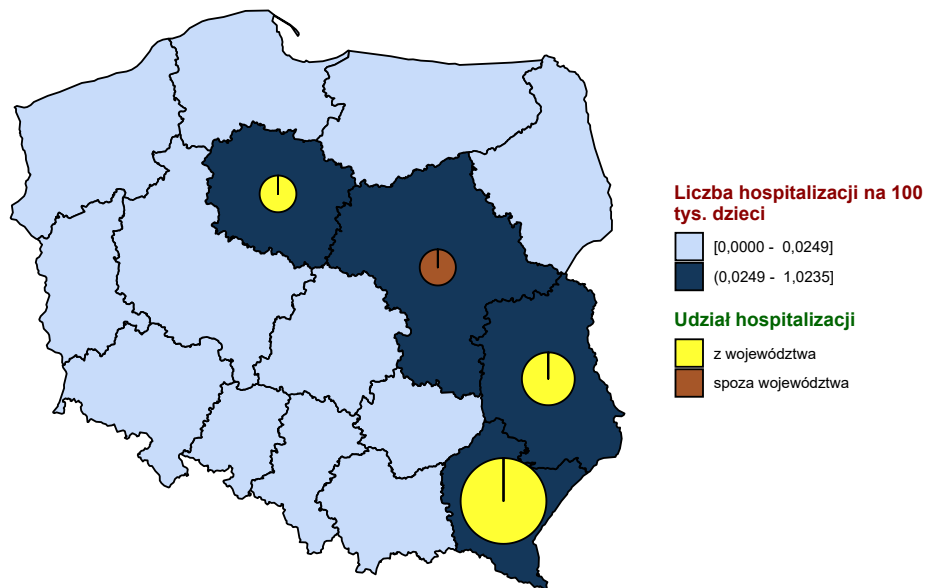 Liczba hospitalizacji na 100
tys. dzieci
[0,0000 - 0,0249]
(0,0249 - 1,0235]
Udział hospitalizacji
z województwa
spoza województwa